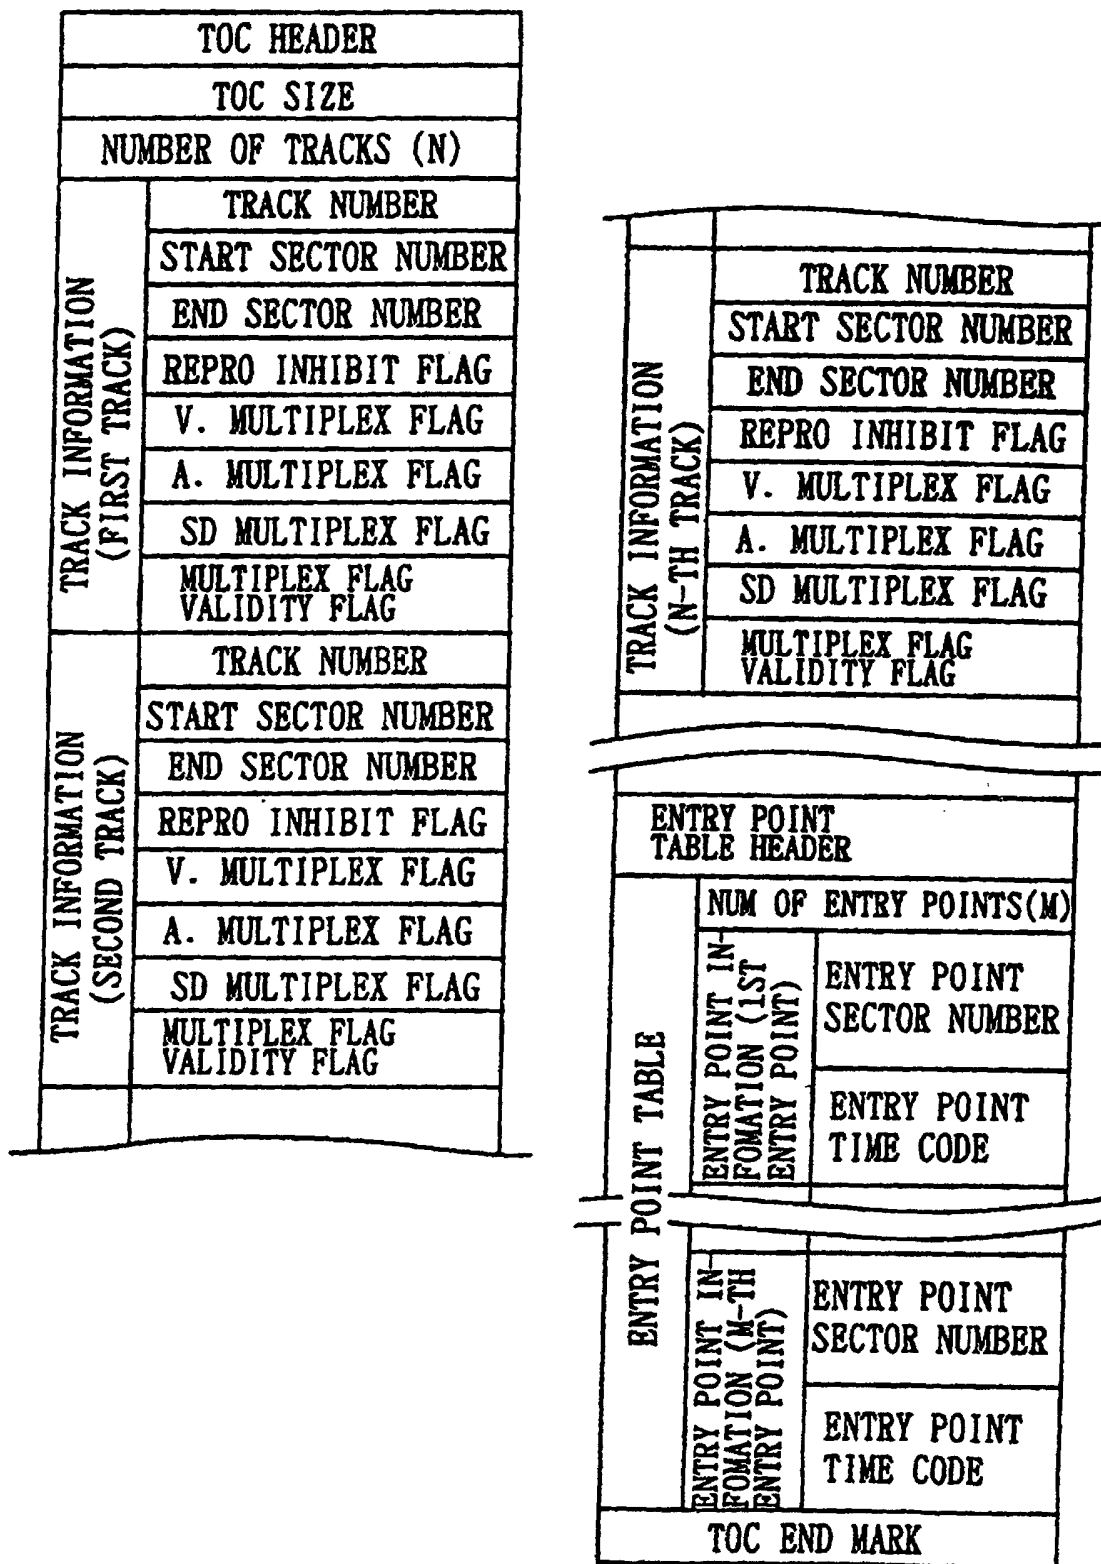 TOC HEADER
TOC SIZE
NUMBER OF TRACKS (N)
TRACK INFORMATION
(FIRST TRACK)
TRACK NUMBER
START SECTOR NUMBER
END SECTOR NUMBER
REPRO INHIBIT FLAG
V. MULTIPLEX FLAG
A. MULTIPLEX FLAG
SD MULTIPLEX FLAG
MULTIPLEX FLAG
VALIDITY FLAG
TRACK INFORMATION
(SECOND TRACK)
TRACK NUMBER
START SECTOR NUMBER
END SECTOR NUMBER
REPRO INHIBIT FLAG
V. MULTIPLEX FLAG
A. MULTIPLEX FLAG
SD MULTIPLEX FLAG
MULTIPLEX FLAG
VALIDITY FLAG
TRACK INFORMATION
(N-TH TRACK)
TRACK NUMBER
START SECTOR NUMBER
END SECTOR NUMBER
REPRO INHIBIT FLAG
V. MULTIPLEX FLAG
A. MULTIPLEX FLAG
SD MULTIPLEX FLAG
MULTIPLEX FLAG
VALIDITY FLAG
ENTRY POINT
TABLE HEADER
ENTRY POINT TABLE
NUM OF ENTRY POINTS(M)
ENTRY POINT IN-
FOMATION (1ST
ENTRY POINT)
ENTRY POINT
SECTOR NUMBER
ENTRY POINT
TIME CODE
ENTRY POINT IN-
FOMATION (M-TH
ENTRY POINT)
ENTRY POINT
SECTOR NUMBER
ENTRY POINT
TIME CODE
TOC END MARK